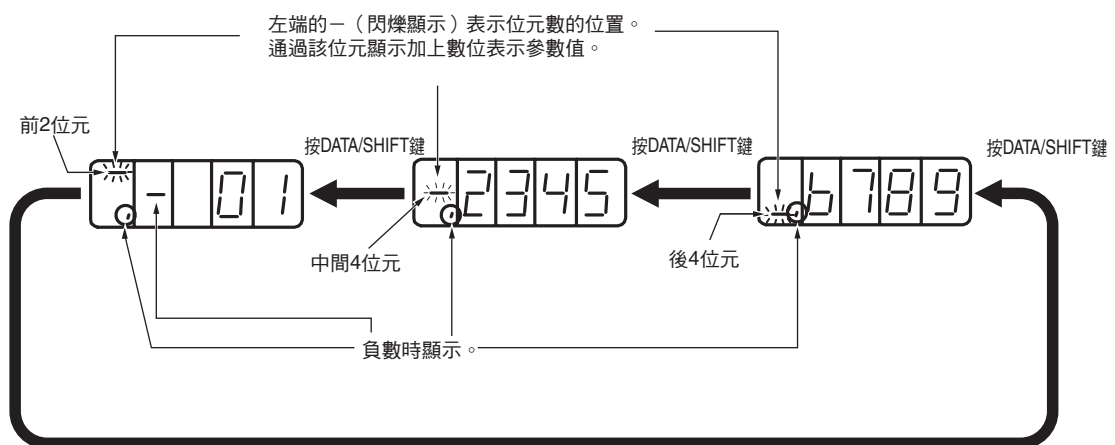 左端的－（閃爍顯示）表示位元數的位置。
通過該位元顯示加上數位表示參數值。
前2位元
按DATA/SHIFT鍵
按DATA/SHIFT鍵
按DATA/SHIFT鍵
- 01
2345
6789
中間4位元
後4位元
負數時顯示。